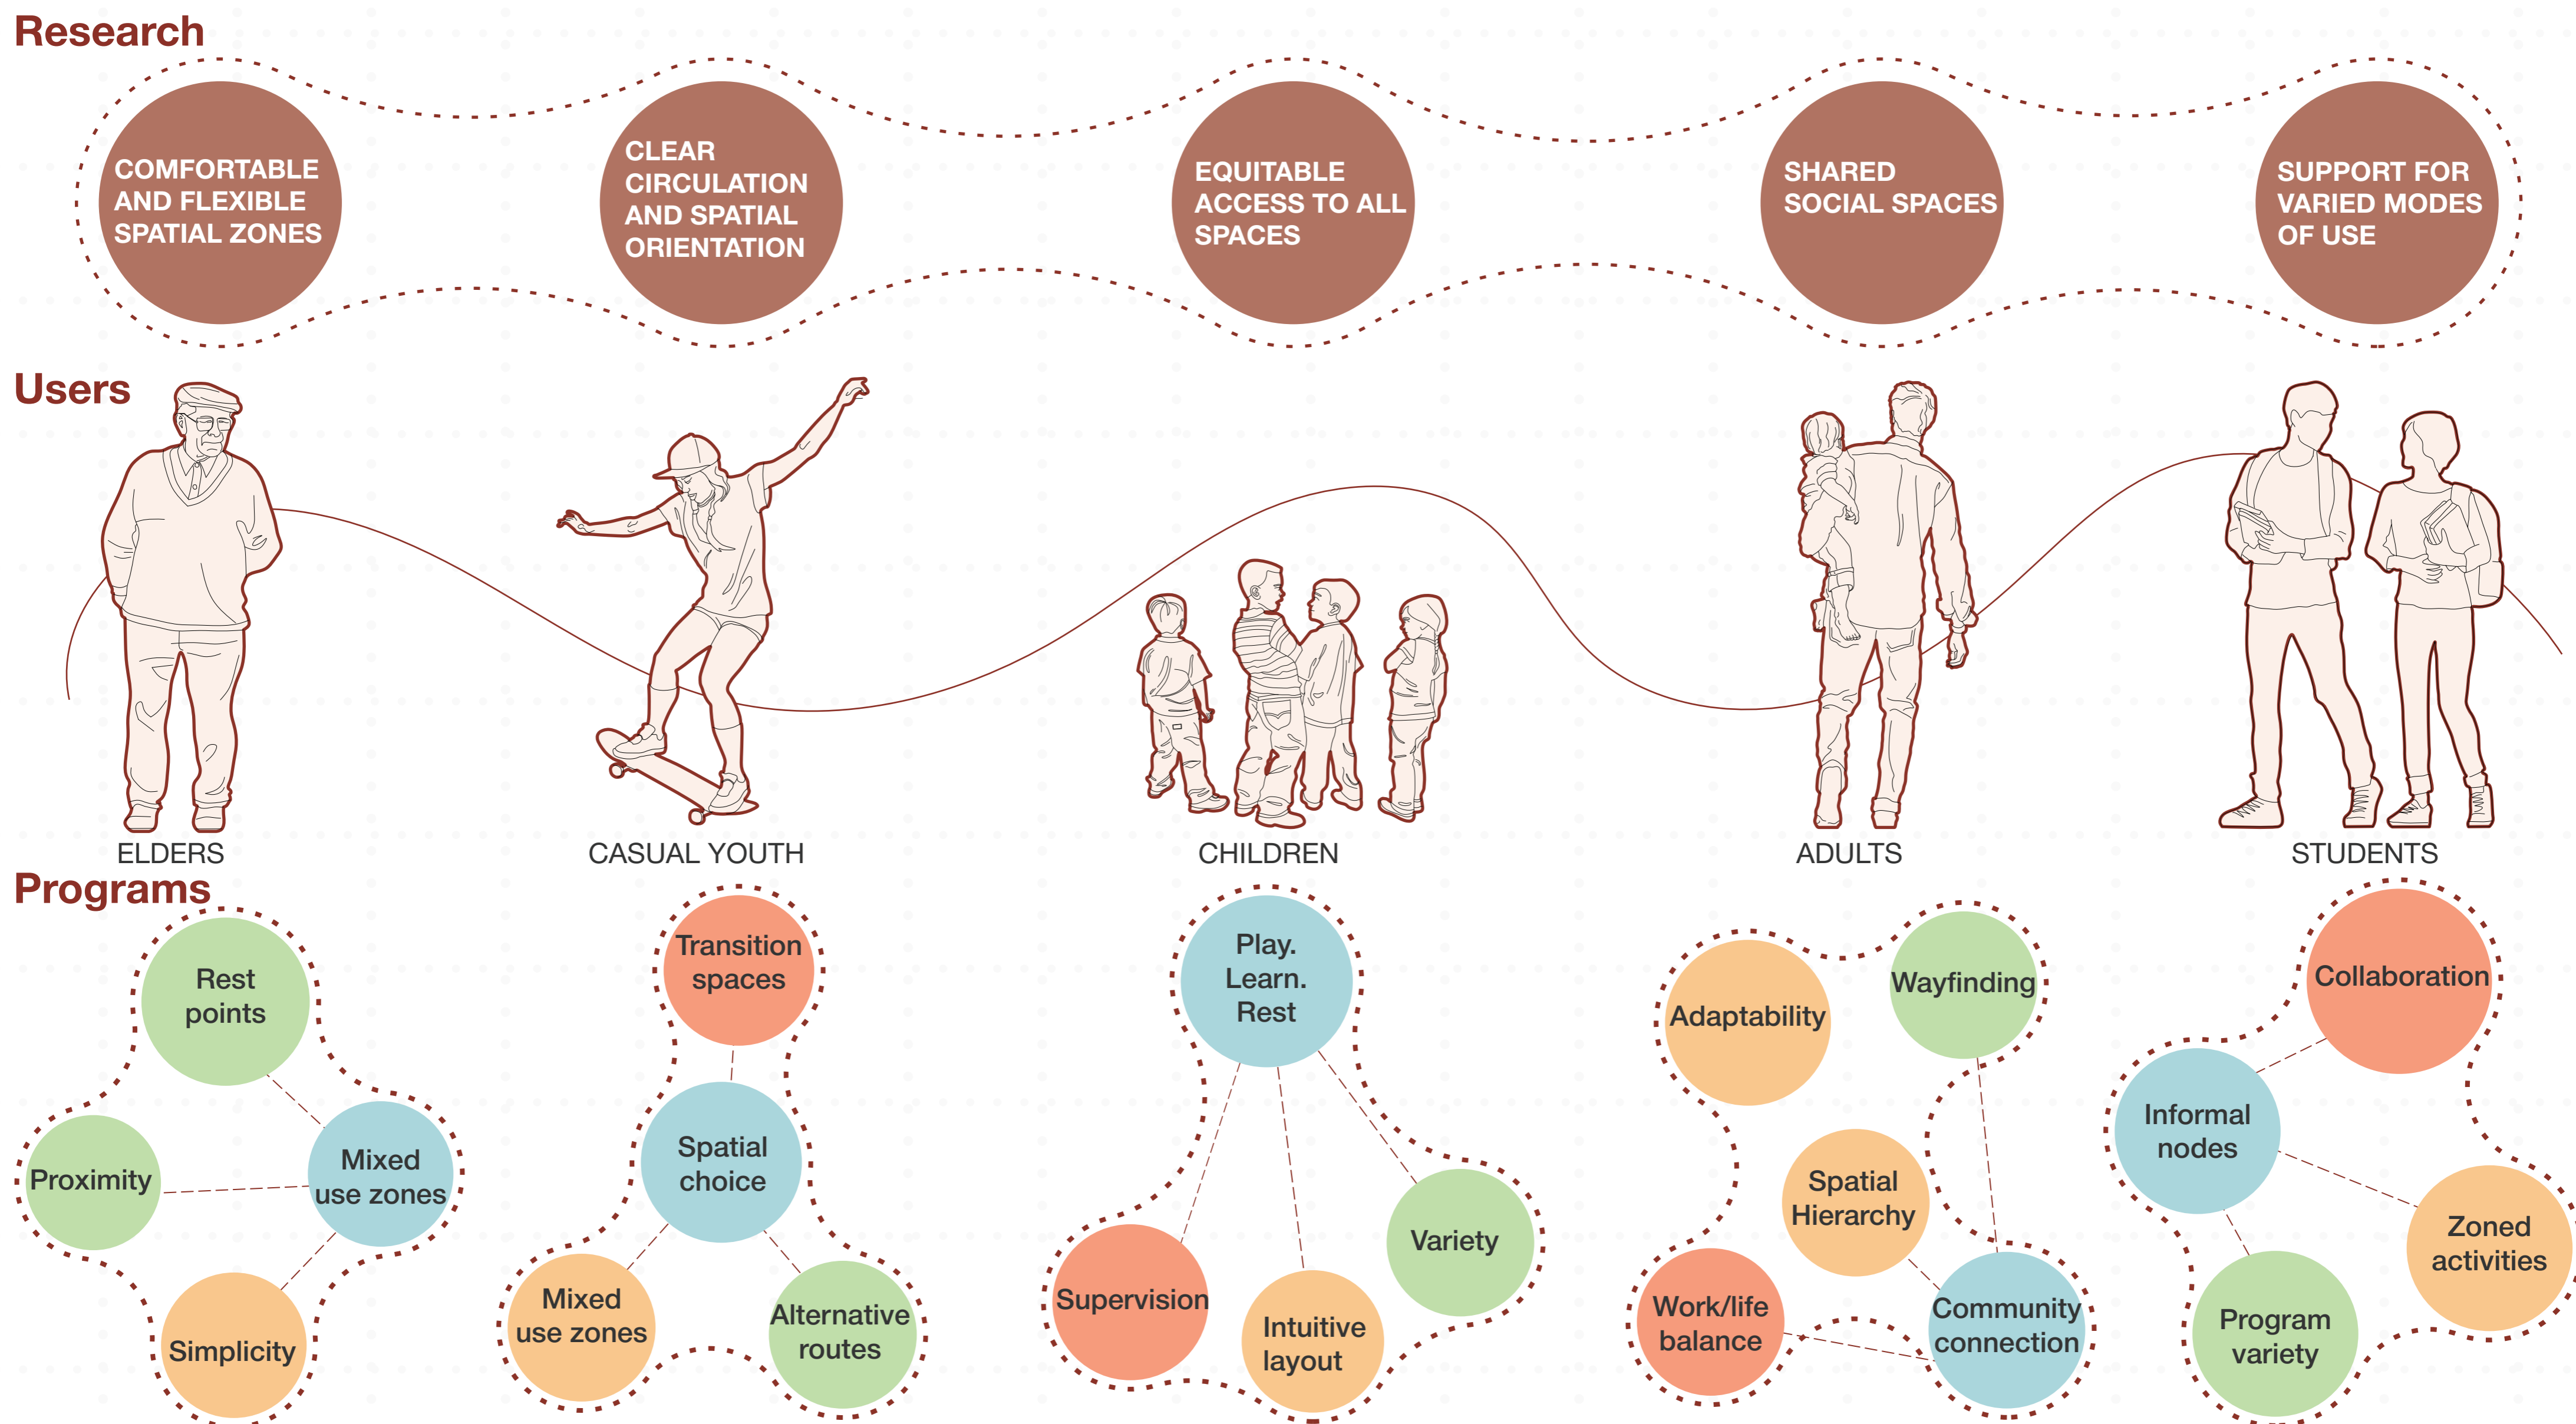 Research
COMFORTABLE
AND FLEXIBLE
SPATIAL ZONES
CLEAR
CIRCULATION
AND SPATIAL
ORIENTATION
EQUITABLE
ACCESS TO ALL
SPACES
SHARED
SOCIAL SPACES
SUPPORT FOR
VARIED MODES
OF USE
Users
ELDERS
CASUAL YOUTH
CHILDREN
ADULTS
STUDENTS
Programs
Rest
points
Proximity
Mixed
use zones
Simplicity
Transition
spaces
Spatial
choice
Mixed
use zones
Alternative
routes
Play.
Learn.
Rest
Variety
Supervision
Intuitive
layout
Adaptability
Wayfinding
Spatial
Hierarchy
Work/life
balance
Community
connection
Collaboration
Informal
nodes
Zoned
activities
Program
variety